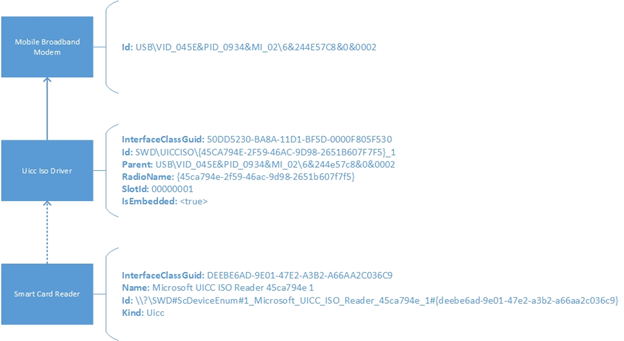 Mobile Broadband
Modem
Id: USB\VID_045E&PID_0934&MI_02\6&244E57C8&0&0002
Uicc Iso Driver
InterfaceClassGuid: 50DD5230-BA8A-11D1-BF5D-0000F805F530
Id: SWD\UICCISO\{45CA794E-2F59-46AC-9D98-2651B607F7F5}_1
Parent: USB\VID_045E&PID_0934&MI_02\6&244e57c8&0&0002
RadioName: {45ca794e-2f59-46ac-9d98-2651b607f7f5}
SlotId: 00000001
IsEmbedded: <true>
Smart Card Reader
InterfaceClassGuid: DEEBE6AD-9E01-47E2-A3B2-A66AA2C036C9
Name: Microsoft UICC ISO Reader 45ca794e 1
Id: \\?\SWD#ScDeviceEnum#1_Microsoft_UICC_ISO_Reader_45ca794e_1#{deebe6ad-9e01-47e2-a3b2-a66aa2c036c9}
Kind: Uicc